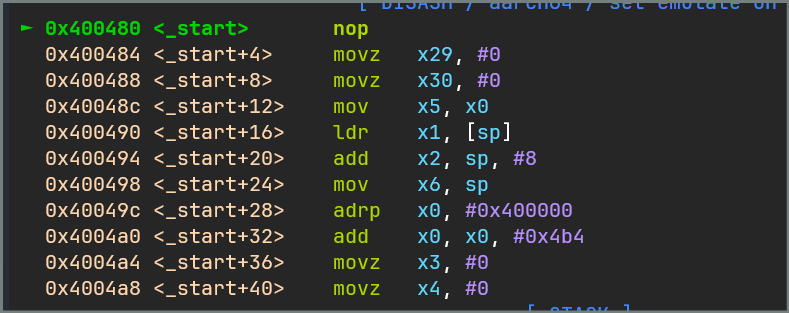 [ DISASM / aarch64 / set emulate on
► 0x400480 <_start>       nop
0x400484 <_start+4>     movz   x29, #0
0x400488 <_start+8>     movz   x30, #0
0x40048c <_start+12>    mov    x5, x0
0x400490 <_start+16>    ldr    x1, [sp]
0x400494 <_start+20>    add    x2, sp, #8
0x400498 <_start+24>    mov    x6, sp
0x40049c <_start+28>    adrp   x0, #0x400000
0x4004a0 <_start+32>    add    x0, x0, #0x4b4
0x4004a4 <_start+36>    movz   x3, #0
0x4004a8 <_start+40>    movz   x4, #0
[ STACK ]